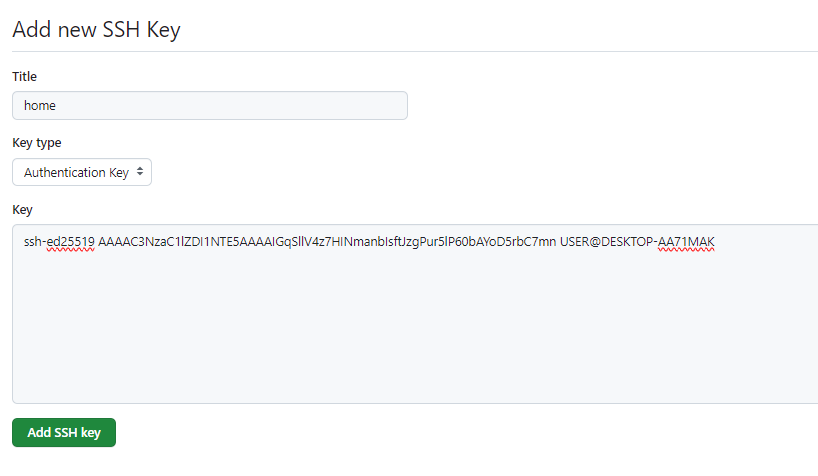 Add new SSH Key
Title
home
Key type
Authentication Key
Key
ssh-ed25519 AAAAC3NzaC1lZDI1NTE5AAAAIGqSllV4z7HINmanbIsftJzgPur5lP60bAYoD5rbC7mn USER@DESKTOP-AA71MAK
Add SSH key